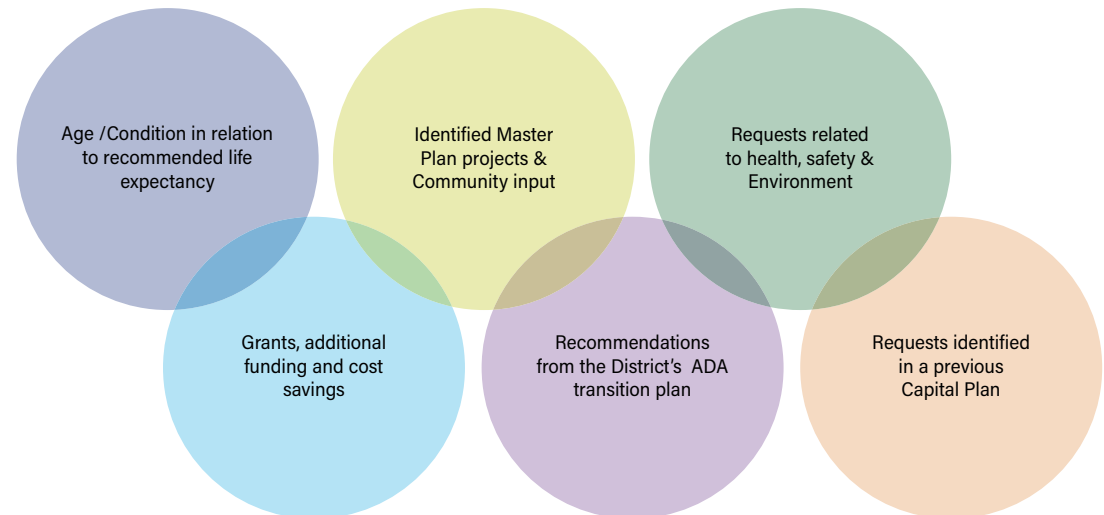 Age /Condition in relation
to recommended life
expectancy
Identified Master
Plan projects &
Community input
Requests related
to health, safety &
Environment
Grants, additional
funding and cost
savings
Recommendations
from the District's  ADA
transition plan
Requests identified
in a previous
Capital Plan